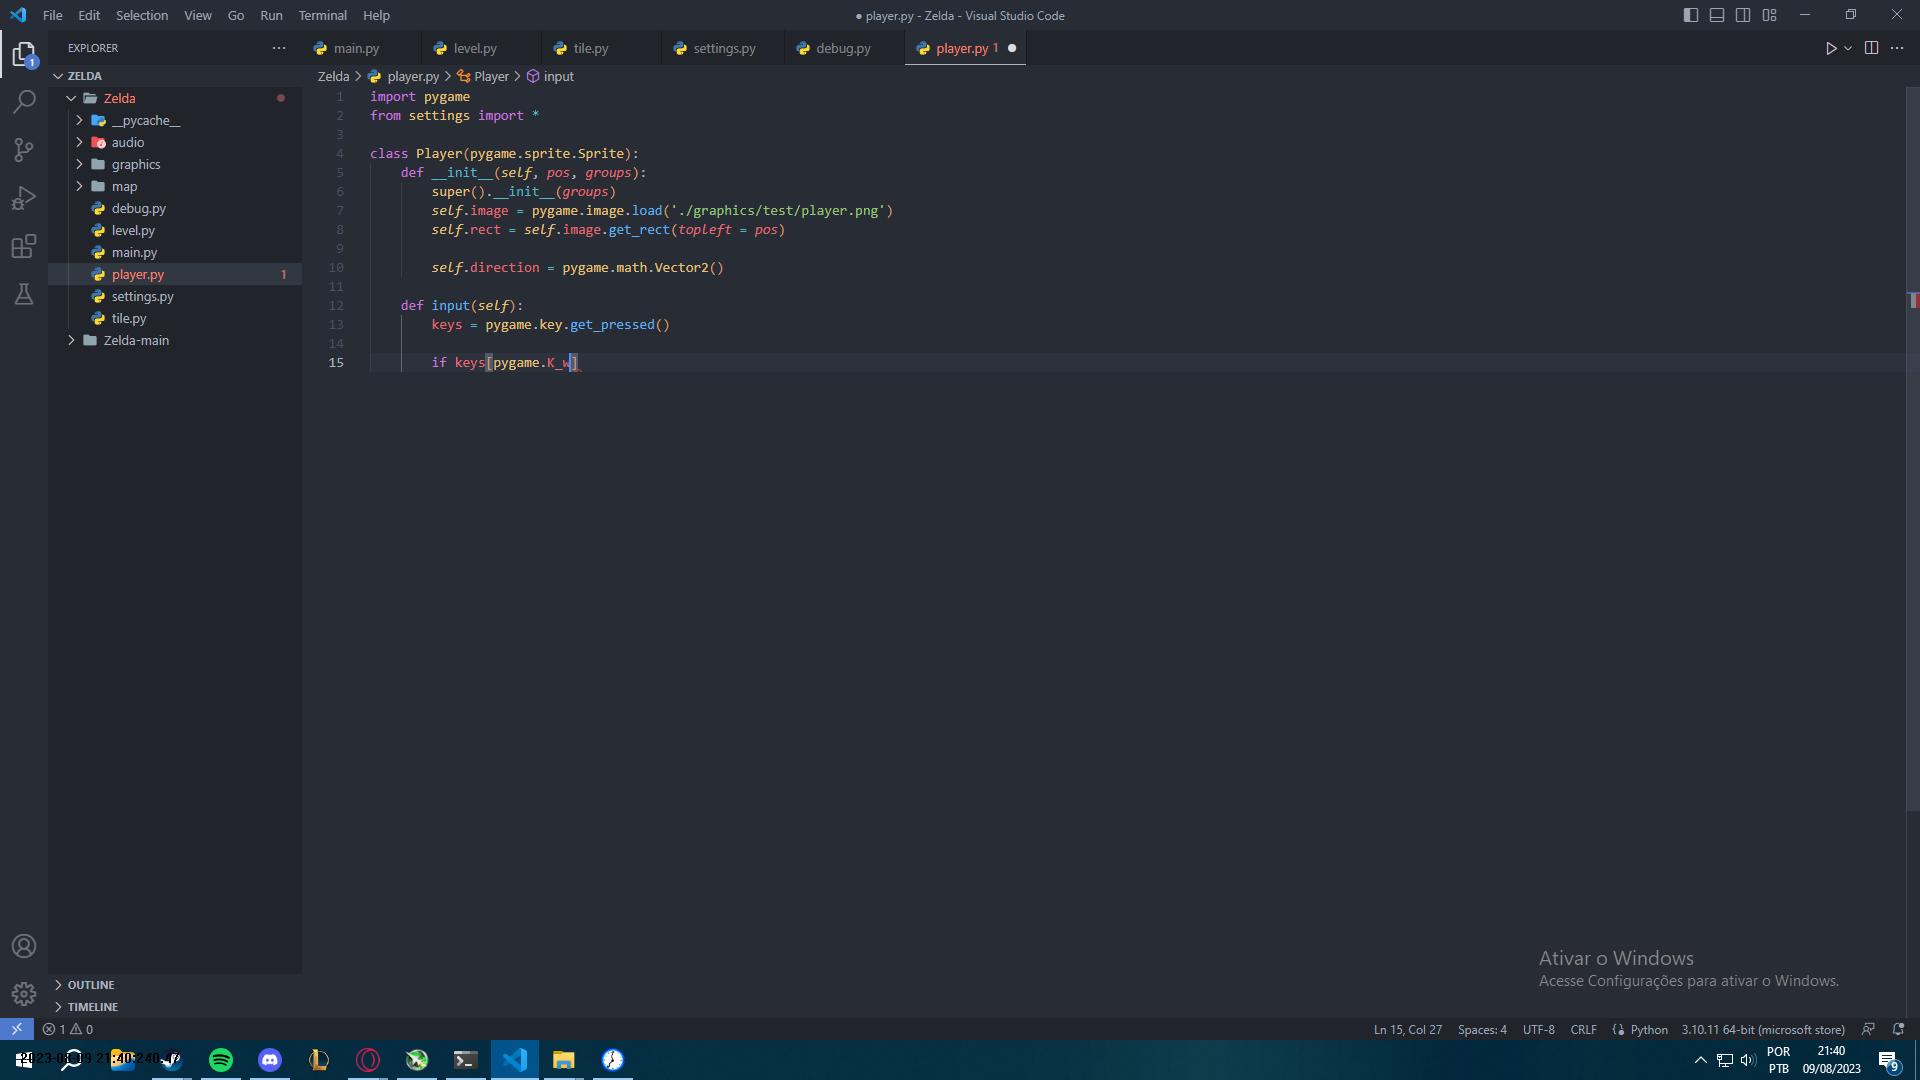 File Edit Selection View Go Run Terminal Help
● player.py - Zelda - Visual Studio Code
EXPLORER
main.py
level.py
tile.py
settings.py
debug.py
player.py 1
1
ZELDA
Zelda
__pycache__
audio
graphics
map
debug.py
level.py
main.py
player.py 1
settings.py
tile.py
Zelda-main
Zelda > player.py > Player > input
1 import pygame
2 from settings import *
3
4 class Player(pygame.sprite.Sprite):
5 def __init__(self, pos, groups):
6 super().__init__(groups)
7 self.image = pygame.image.load('./graphics/test/player.png')
8 self.rect = self.image.get_rect(topleft = pos)
9
10 self.direction = pygame.math.Vector2()
11
12 def input(self):
13 keys = pygame.key.get_pressed()
14
15 if keys[pygame.K_w]
Ativar o Windows
Acesse Configurações para ativar o Windows.
OUTLINE
TIMELINE
1 0
Ln 15, Col 27 Spaces: 4 UTF-8 CRLF Python 3.10.11 64-bit (microsoft store)
POR
PTB
21:40
09/08/2023
9